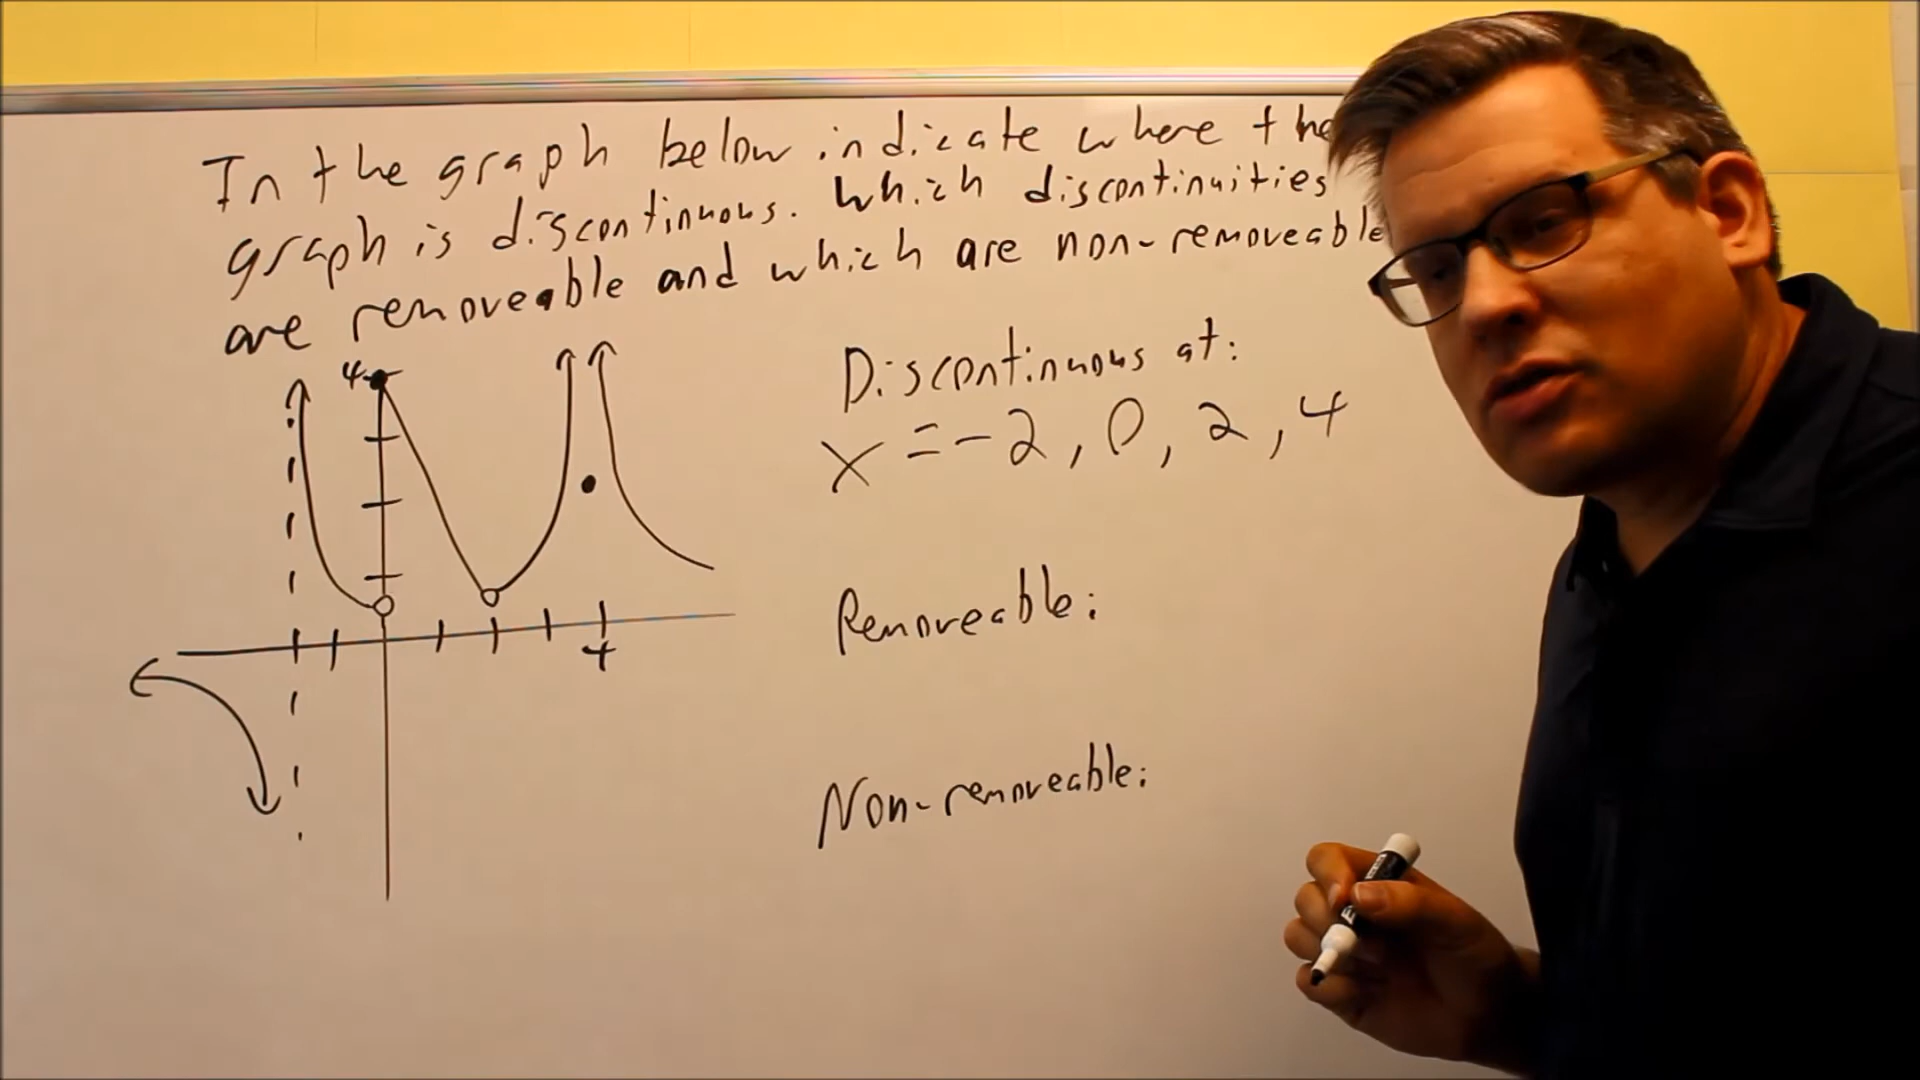 In the graph below indicate where the
graph is discontinuous. Which discontinuities
are removeable and which are non-removeable
4
Discontinuous at:
x = -2, 0, 2, 4
Removeable:
4
Non-removeable: